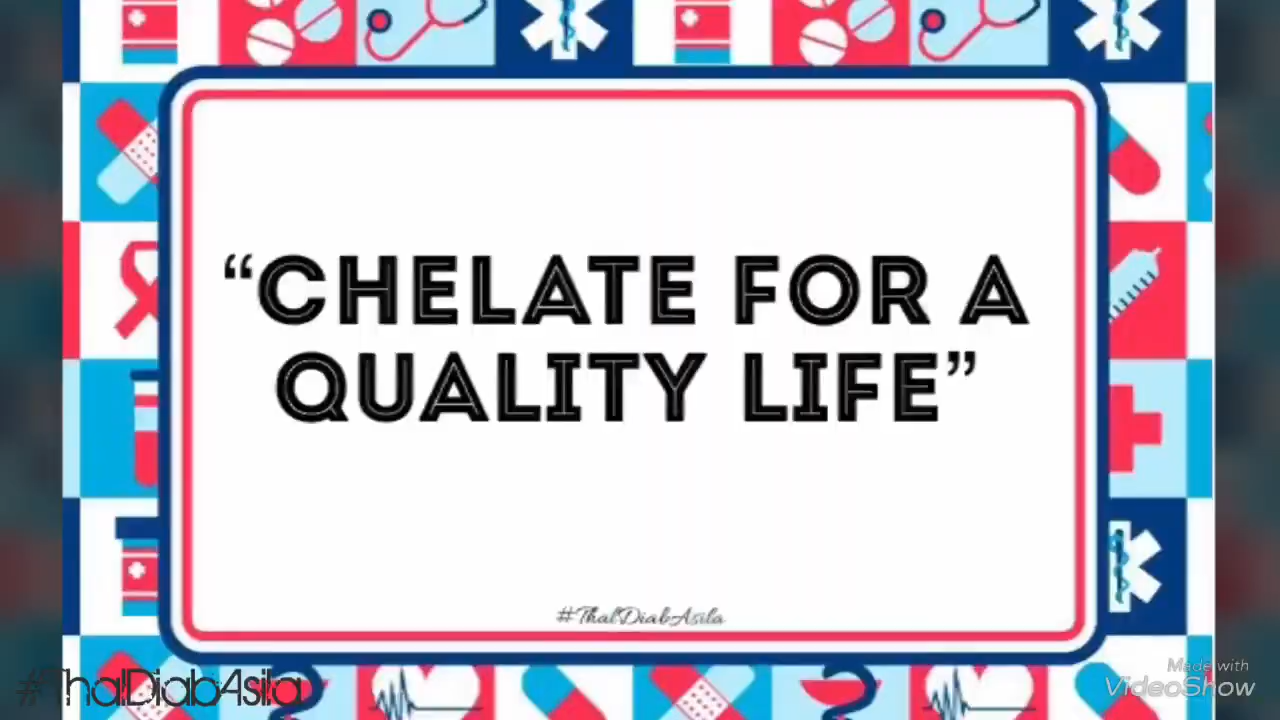 “CHELATE FOR A
QUALITY LIFE”
#ThalDiabAsila
#ThalDiabAsila
Made with
VideoShow